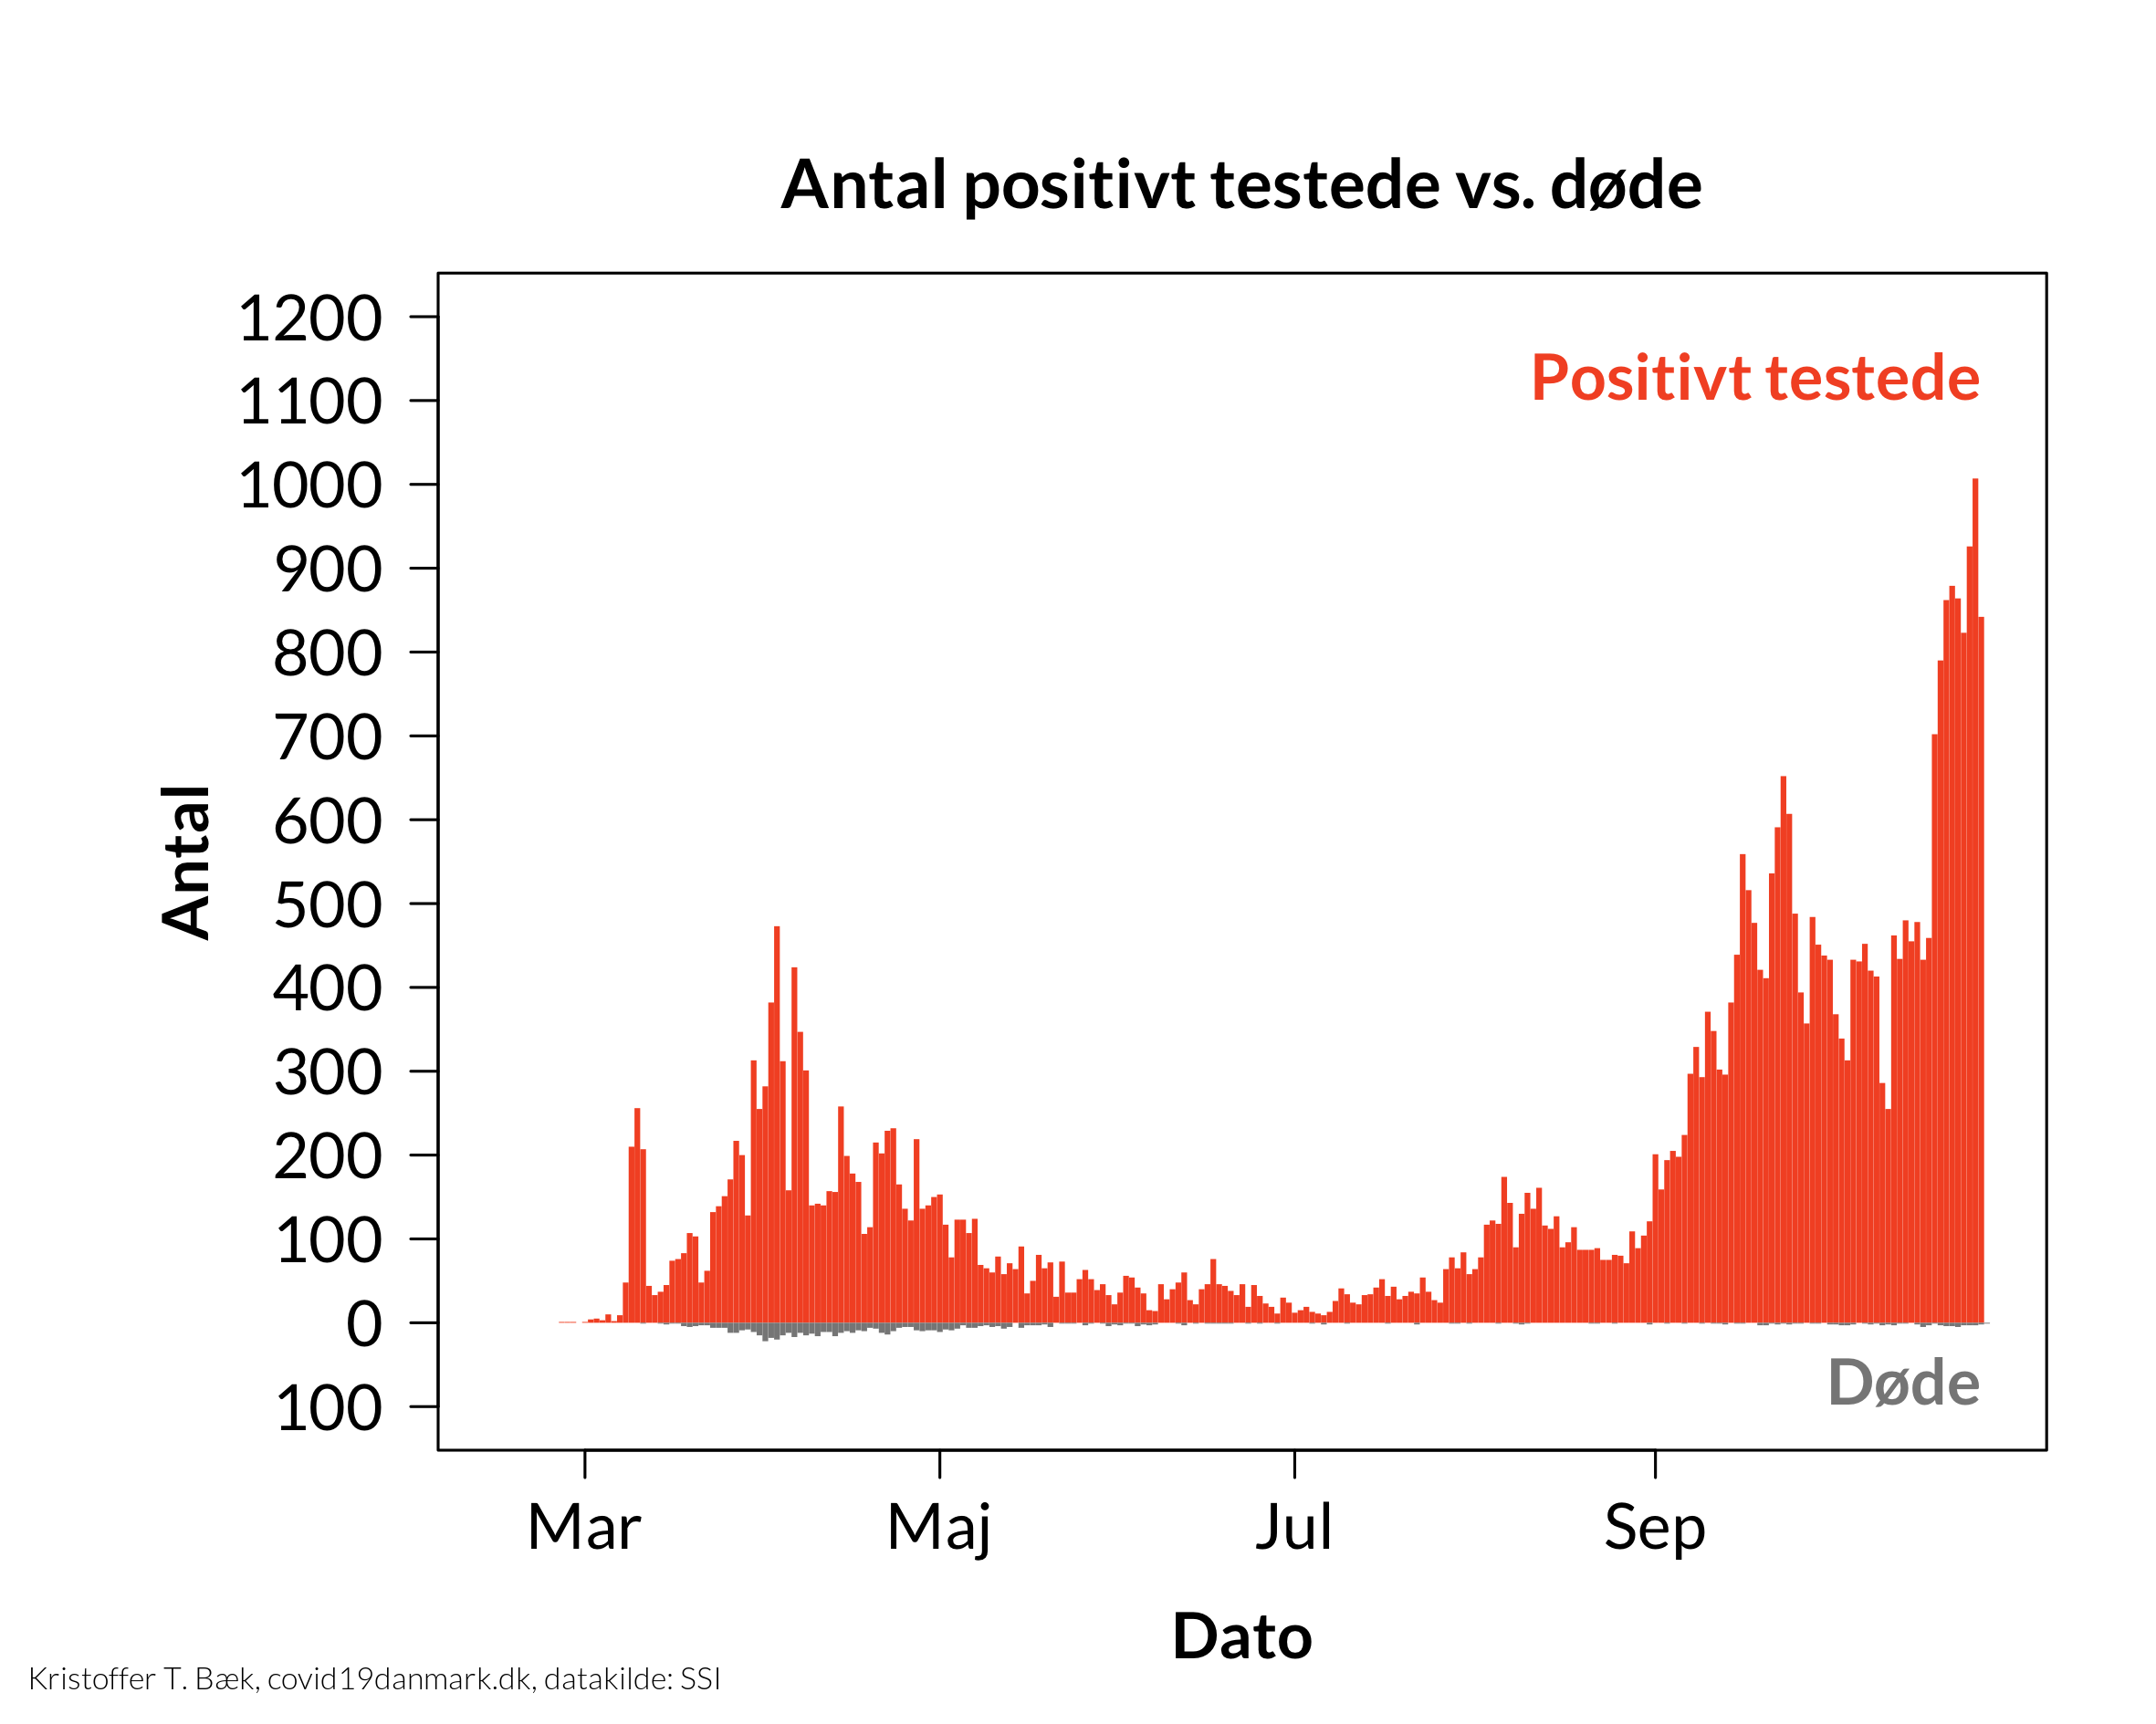 Antal positivt testede vs. døde
Positivt testede
1200
1100
1000
900
800
700
600
500
400
300
200
100
0
100
Antal
Døde
Mar Maj Jul Sep
Dato
Kristoffer T. Bæk, covid19danmark.dk, datakilde: SSI